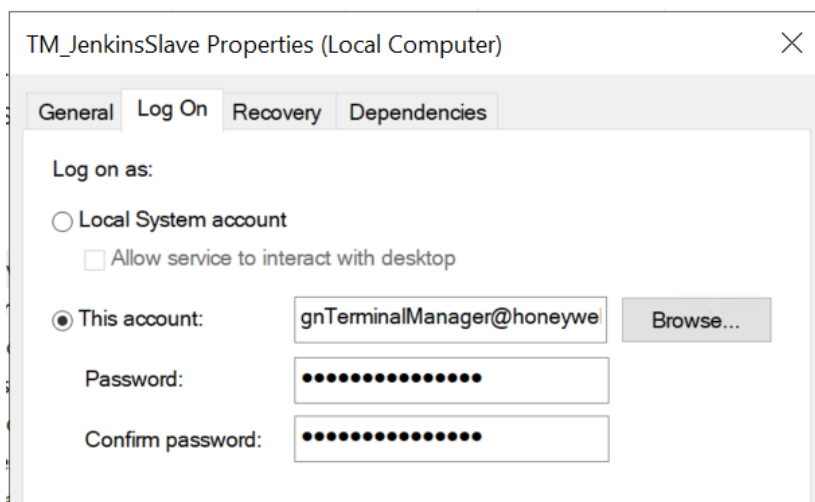 TM_JenkinsSlave Properties (Local Computer)
General Log On Recovery Dependencies
Log on as:
Local System account
Allow service to interact with desktop
This account: gnTerminalManager@honeywel Browse...
Password: •••••••••••••••
Confirm password: •••••••••••••••